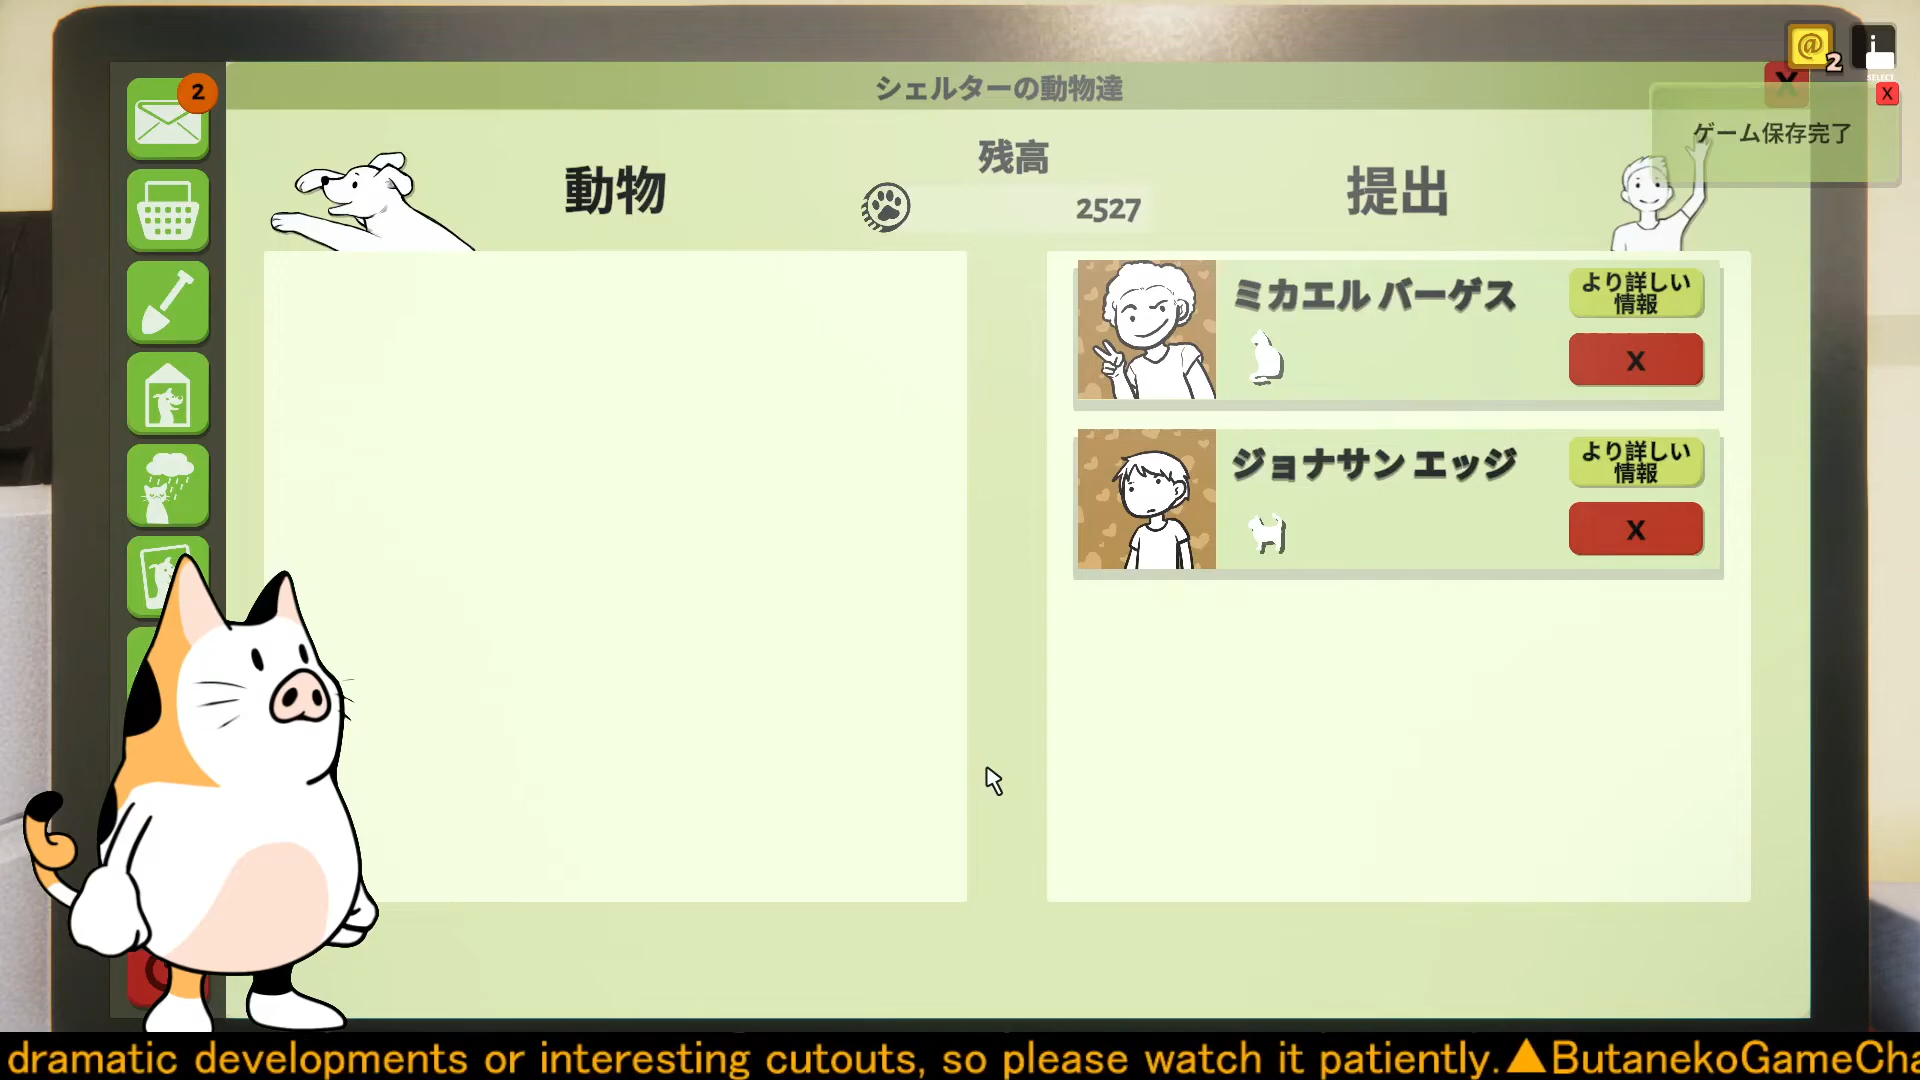 2
シェルターの動物達
X
@
2
i
SELECT
X
ゲーム保存完了
動物
残高
2527
提出
ミカエル バーゲス
より詳しい
情報
X
ジョナサン エッジ
より詳しい
情報
X
dramatic developments or interesting cutouts, so please watch it patiently.▲ButanekoGameCha